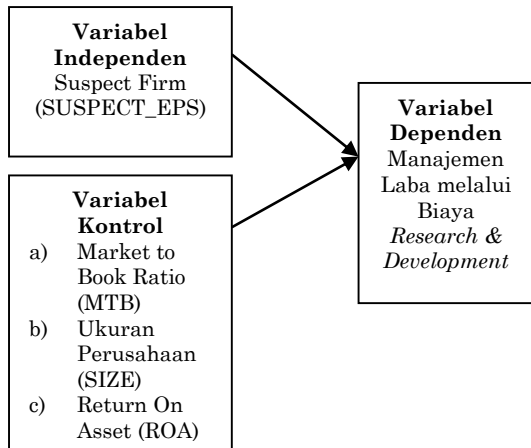 Variabel
Independen
Suspect Firm
(SUSPECT_EPS)
Variabel
Kontrol
a) Market to
Book Ratio
(MTB)
b) Ukuran
Perusahaan
(SIZE)
c) Return On
Asset (ROA)
Variabel
Dependen
Manajemen
Laba melalui
Biaya
Research &
Development